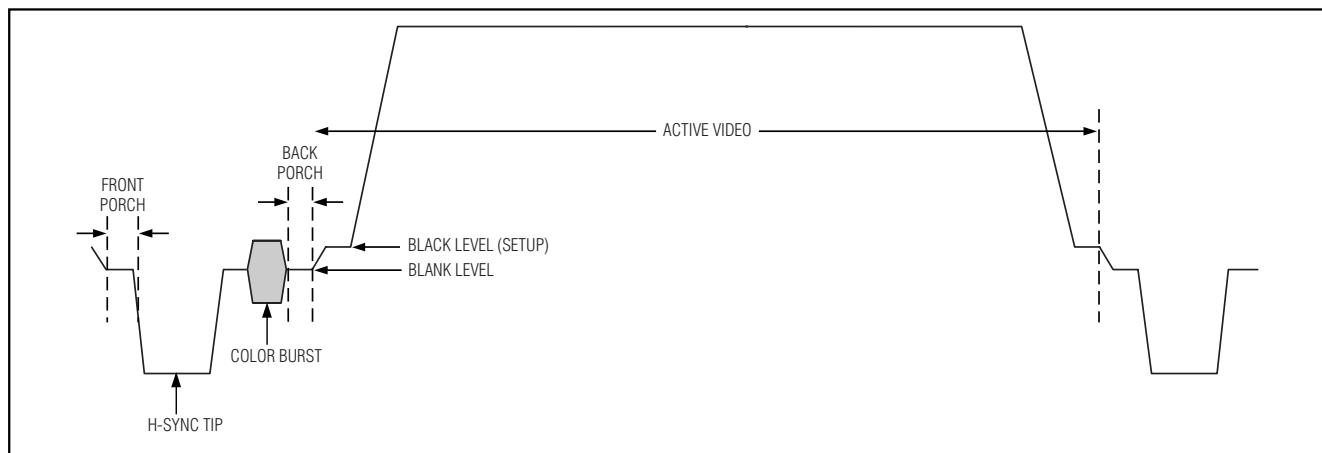 ACTIVE VIDEO
BACK
PORCH
FRONT
PORCH
BLACK LEVEL (SETUP)
BLANK LEVEL
COLOR BURST
H-SYNC TIP